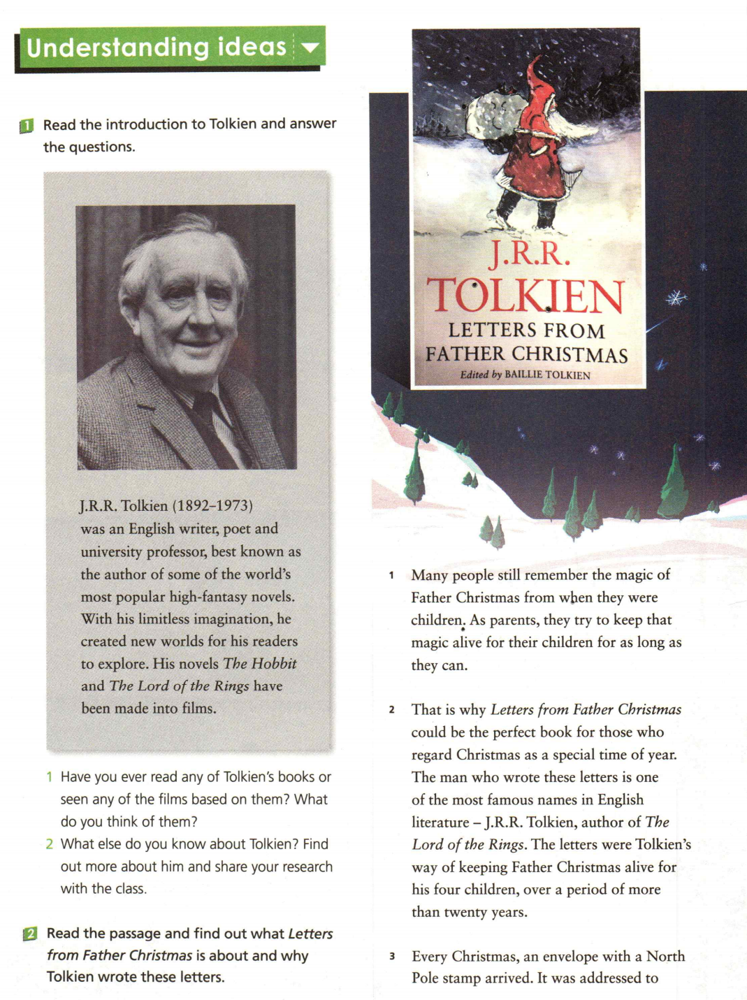 Understanding ideas
1 Read the introduction to Tolkien and answer
the questions.
J.R.R. Tolkien (1892–1973)
was an English writer, poet and
university professor, best known as
the author of some of the world's
most popular high-fantasy novels.
With his limitless imagination, he
created new worlds for his readers
to explore. His novels The Hobbit
and The Lord of the Rings have
been made into films.
1 Have you ever read any of Tolkien's books or
seen any of the films based on them? What
do you think of them?
2 What else do you know about Tolkien? Find
out more about him and share your research
with the class.
2 Read the passage and find out what Letters
from Father Christmas is about and why
Tolkien wrote these letters.
J.R.R.
TOLKIEN
LETTERS FROM
FATHER CHRISTMAS
Edited by BAILLIE TOLKIEN
1 Many people still remember the magic of
Father Christmas from when they were
children. As parents, they try to keep that
magic alive for their children for as long as
they can.
2 That is why Letters from Father Christmas
could be the perfect book for those who
regard Christmas as a special time of year.
The man who wrote these letters is one
of the most famous names in English
literature – J.R.R. Tolkien, author of The
Lord of the Rings. The letters were Tolkien's
way of keeping Father Christmas alive for
his four children, over a period of more
than twenty years.
3 Every Christmas, an envelope with a North
Pole stamp arrived. It was addressed to